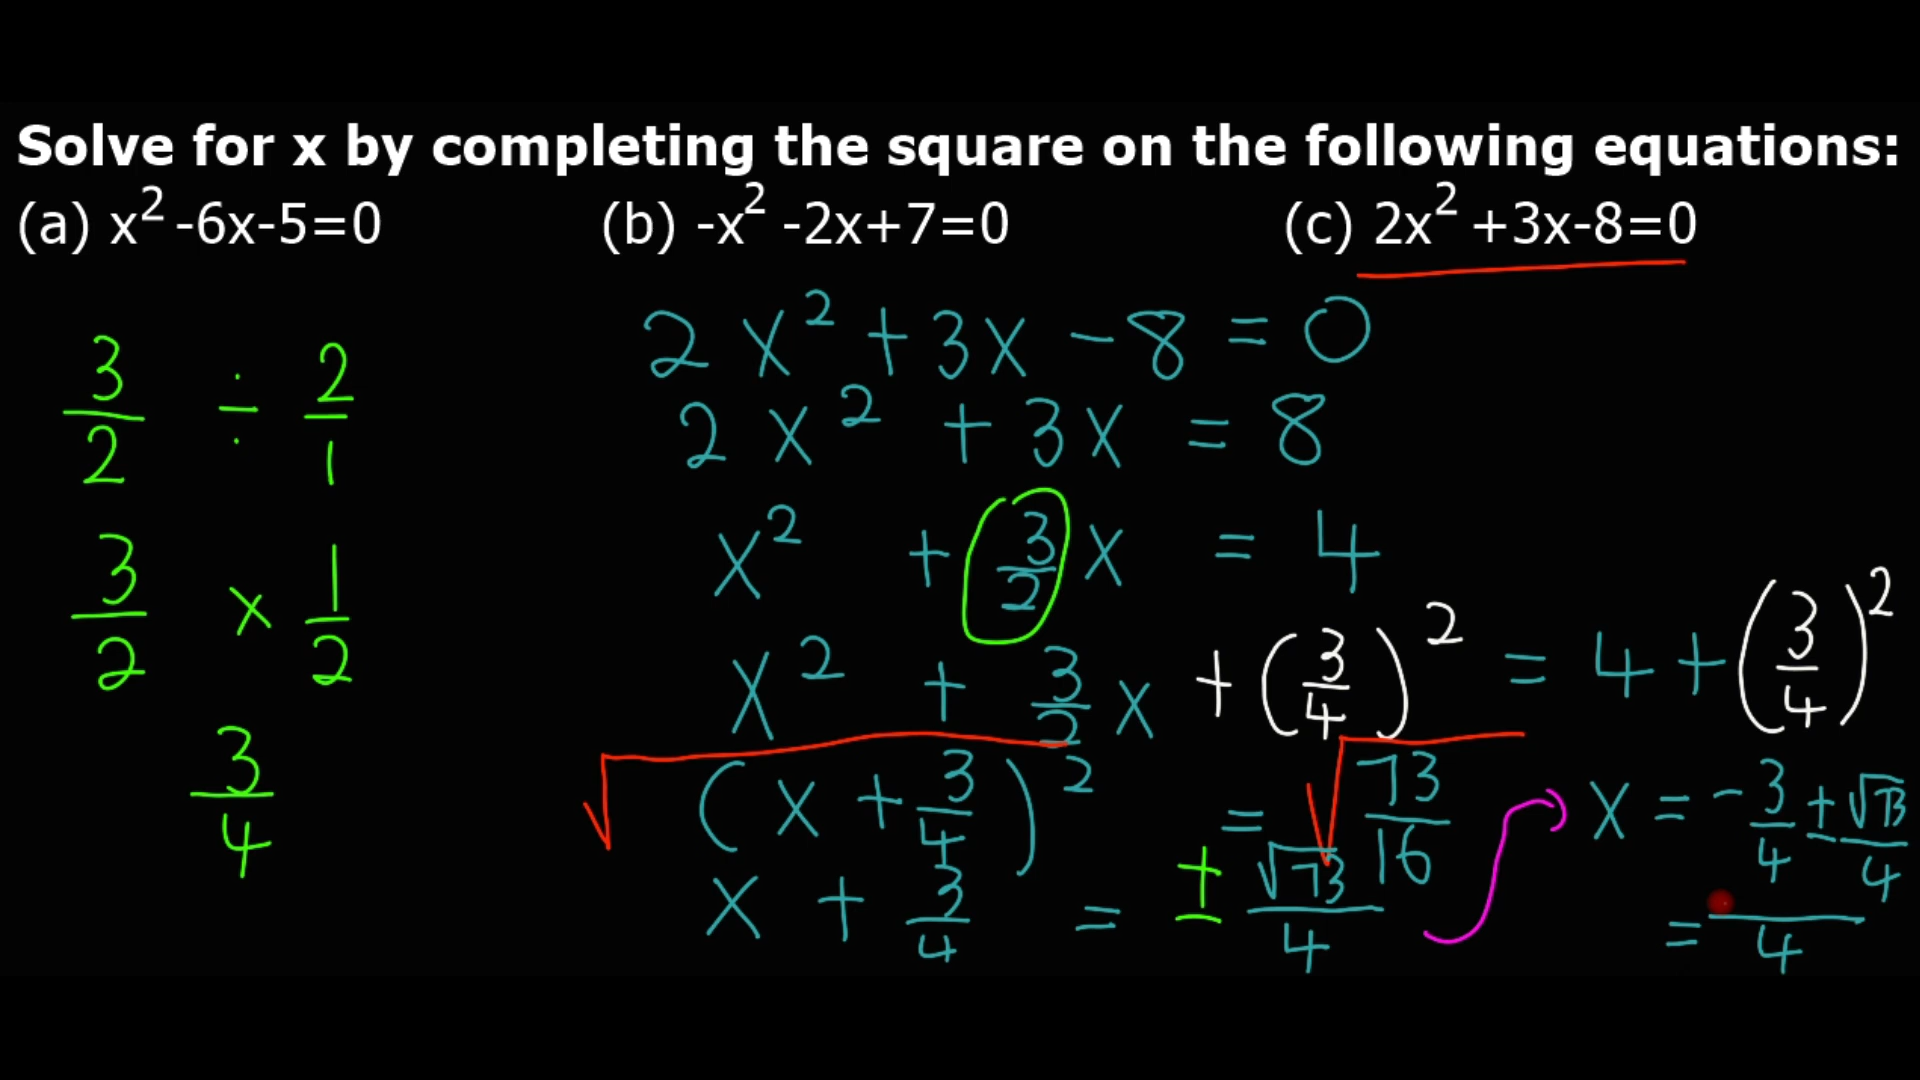 Solve for x by completing the square on the following equations:
(a) x² -6x-5=0 (b) -x² -2x+7=0 (c) 2x² +3x-8=0
2x² + 3x - 8 = 0
2x² + 3x = 8
x² + 3/2 x = 4
x² + 3/2 x + (3/4)² = 4 + (3/4)²
√(x + 3/4)² = √73/16
x + 3/4 = ± √73/4
x = - 3/4 ± √73/4
= /4
3/2 ÷ 2/1
3/2 × 1/2
3/4